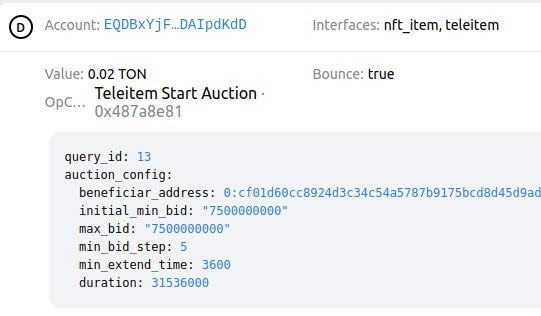 D Account: EQDBxYjF…DAIpdKdD Interfaces: nft_item, teleitem
Value: 0.02 TON Bounce: true
OpC… Teleitem Start Auction ·
0x487a8e81
query_id: 13
auction_config:
beneficiar_address: 0:cf01d60cc8924d3c34c54a5787b9175bcd8d45d9ad
initial_min_bid: "7500000000"
max_bid: "7500000000"
min_bid_step: 5
min_extend_time: 3600
duration: 31536000